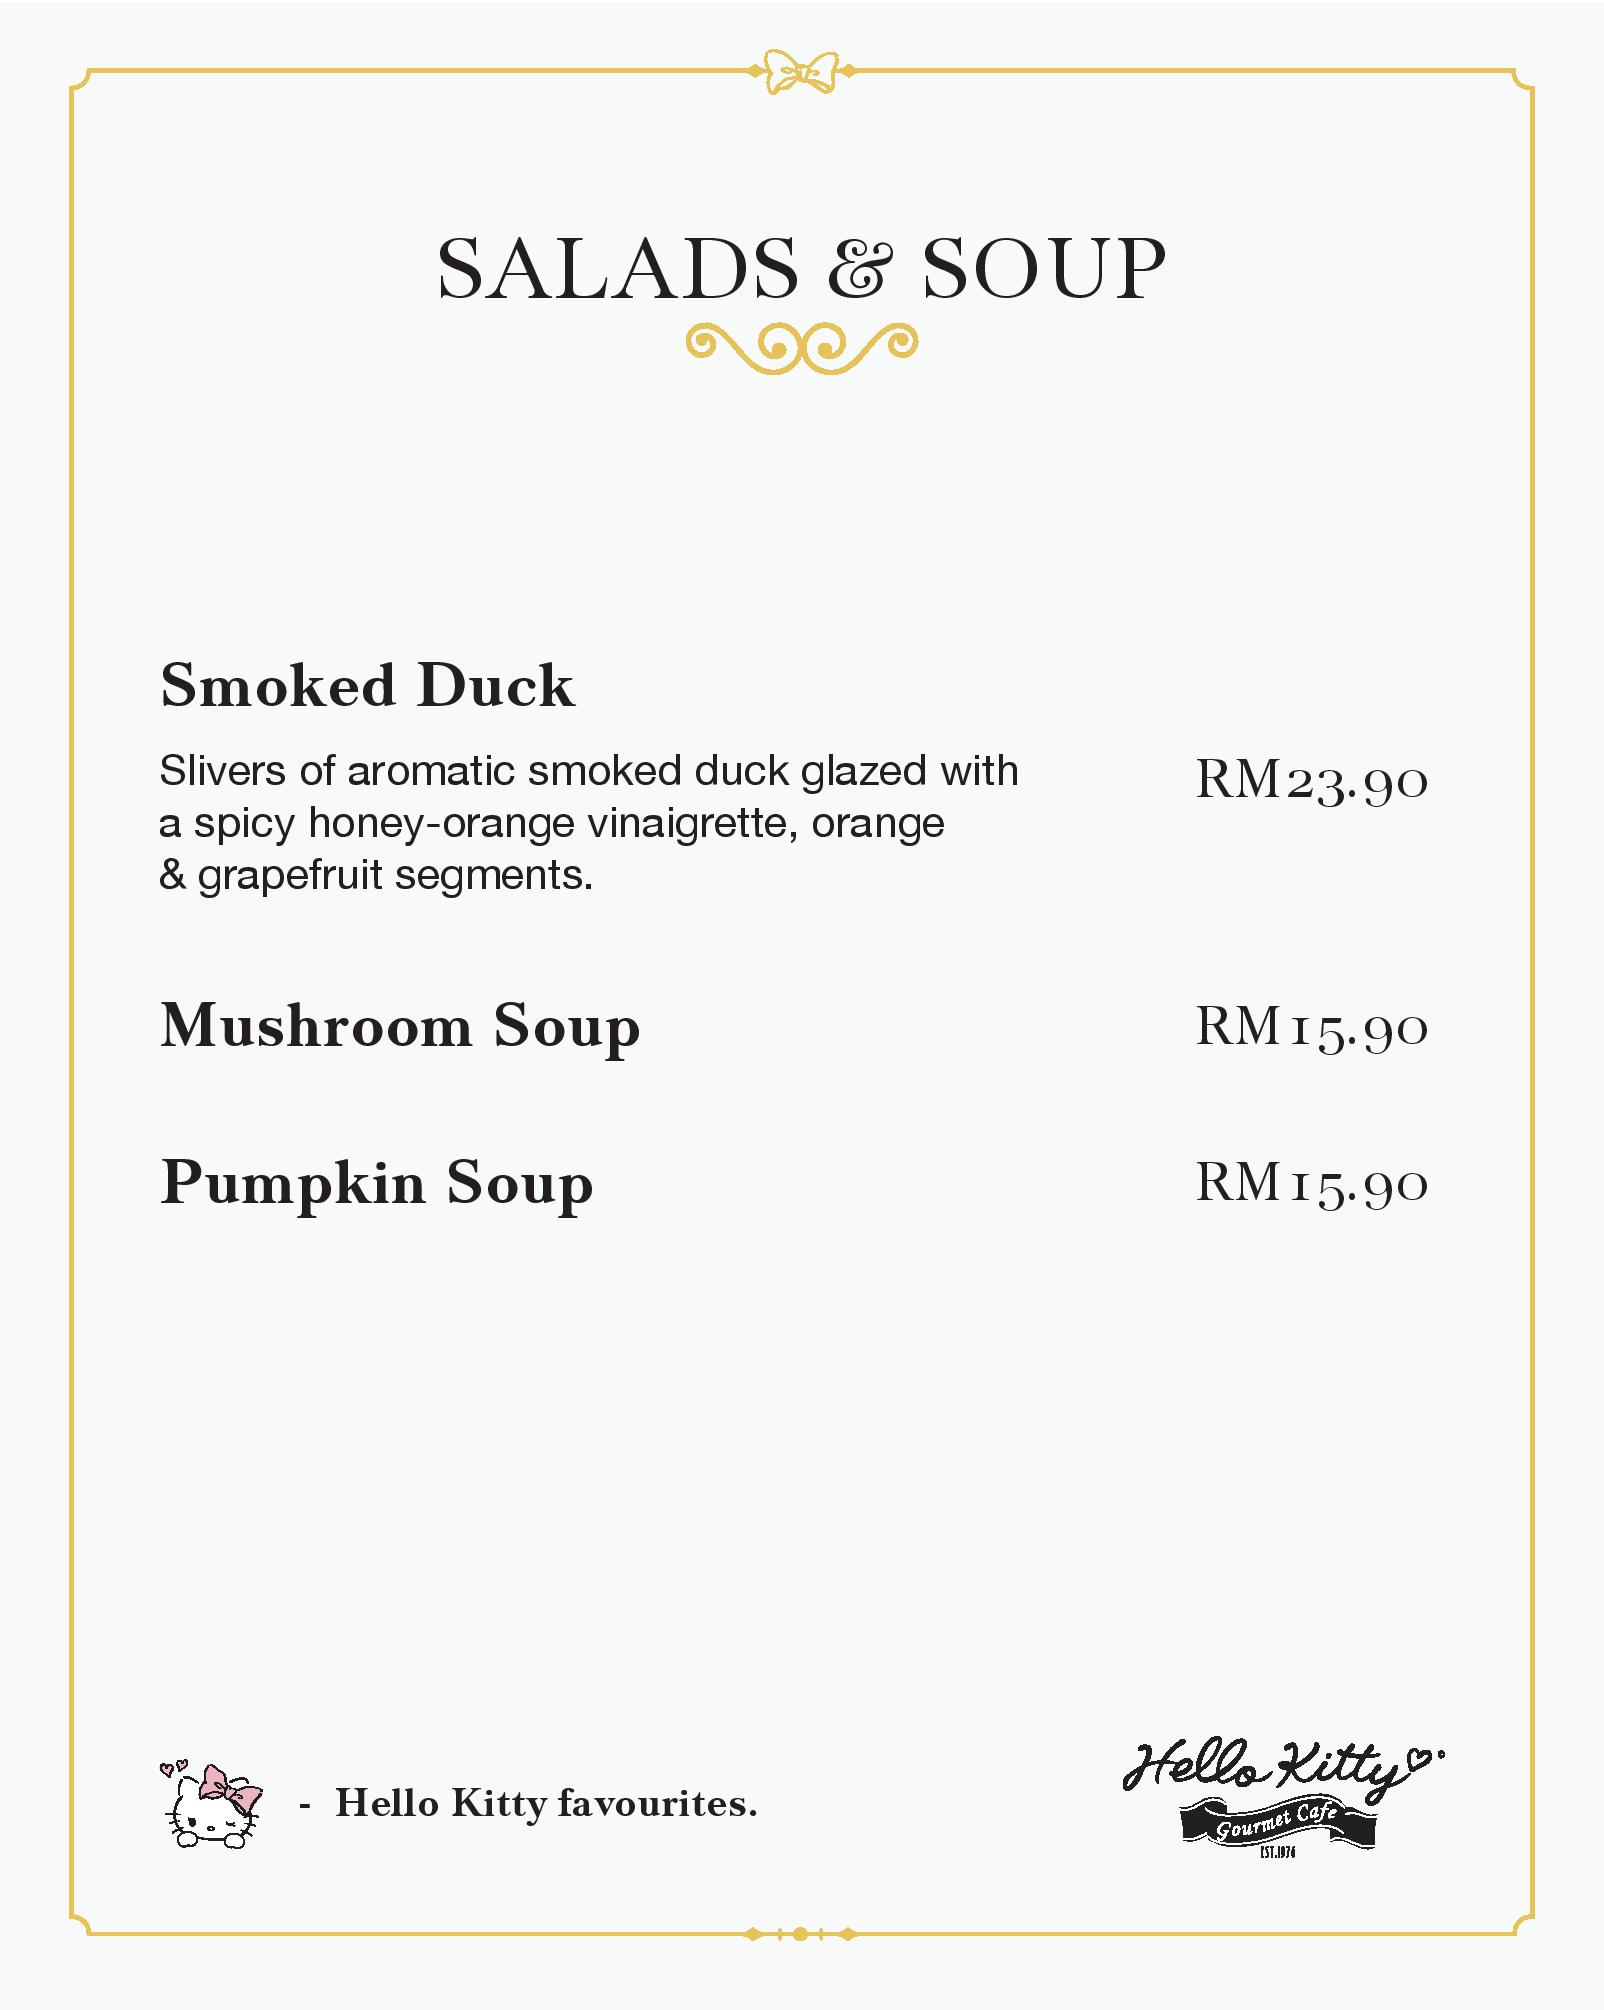 SALADS & SOUP
Smoked Duck
Slivers of aromatic smoked duck glazed with
RM23.90
a spicy honey-orange vinaigrette, orange
& grapefruit segments.
Mushroom Soup
RM15.90
Pumpkin Soup
RM15.90
- Hello Kitty favourites.
Hello Kitty
Gourmet Cafe
EST.1976